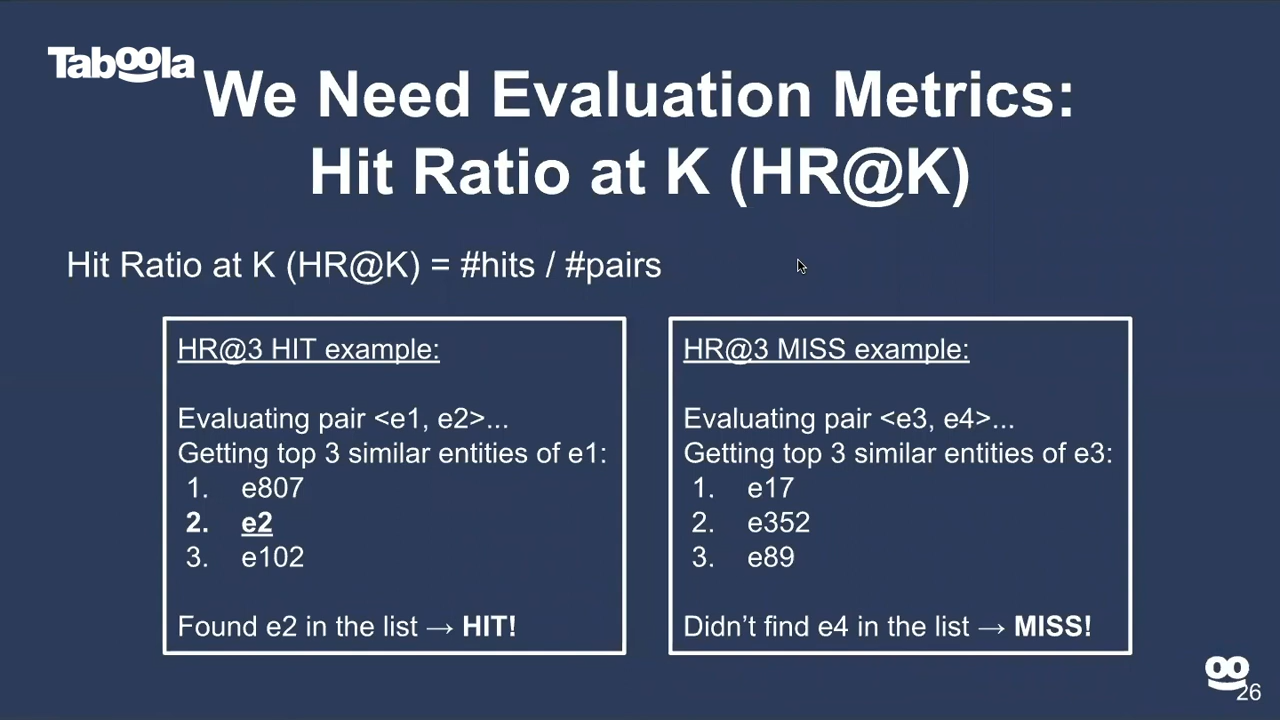 Taboola
We Need Evaluation Metrics:
Hit Ratio at K (HR@K)
Hit Ratio at K (HR@K) = #hits / #pairs
HR@3 HIT example:
Evaluating pair <e1, e2>...
Getting top 3 similar entities of e1:
1. e807
2. e2
3. e102
Found e2 in the list → HIT!
HR@3 MISS example:
Evaluating pair <e3, e4>...
Getting top 3 similar entities of e3:
1. e17
2. e352
3. e89
Didn’t find e4 in the list → MISS!
26